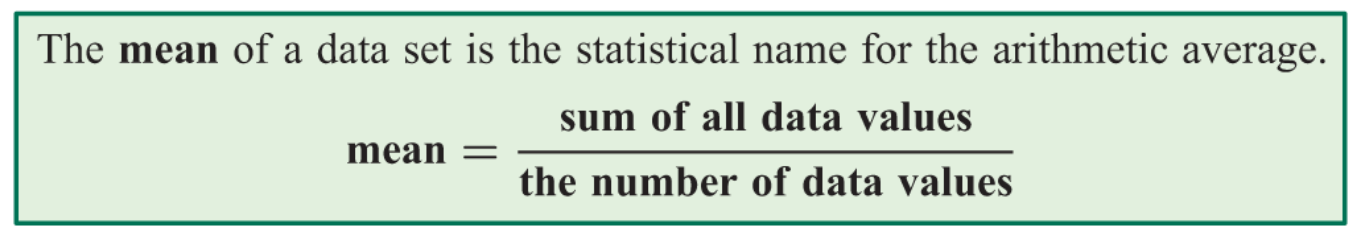 The mean of a data set is the statistical name for the arithmetic average.
mean = sum of all data values / the number of data values